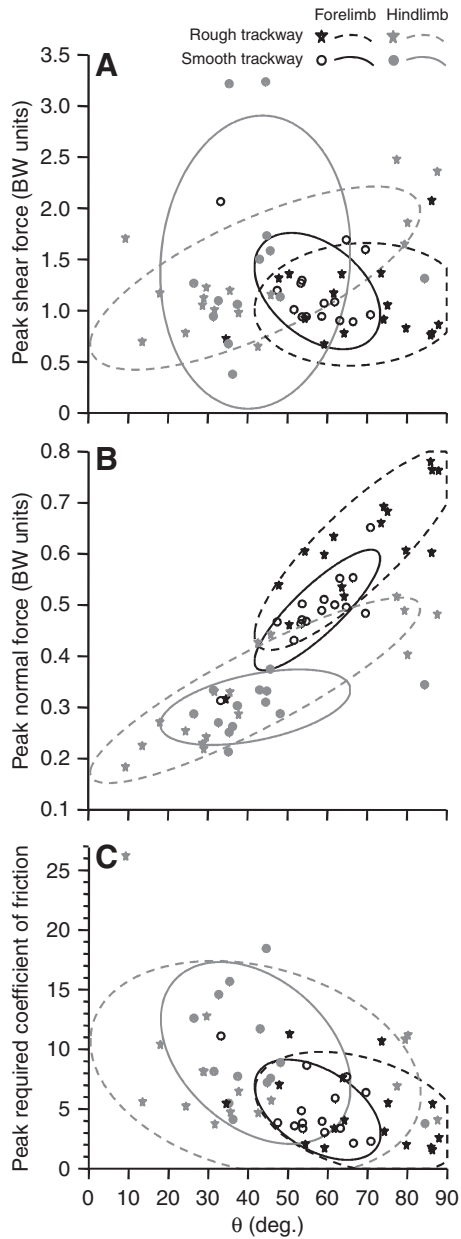 Forelimb Hindlimb
Rough trackway
Smooth trackway
A
3.5
3.0
2.5
2.0
1.5
1.0
0.5
0
Peak shear force (BW units)
B
0.8
0.7
0.6
0.5
0.4
0.3
0.2
0.1
Peak normal force (BW units)
C
25
20
15
10
5
0
Peak required coefficient of friction
0 10 20 30 40 50 60 70 80 90
θ (deg.)